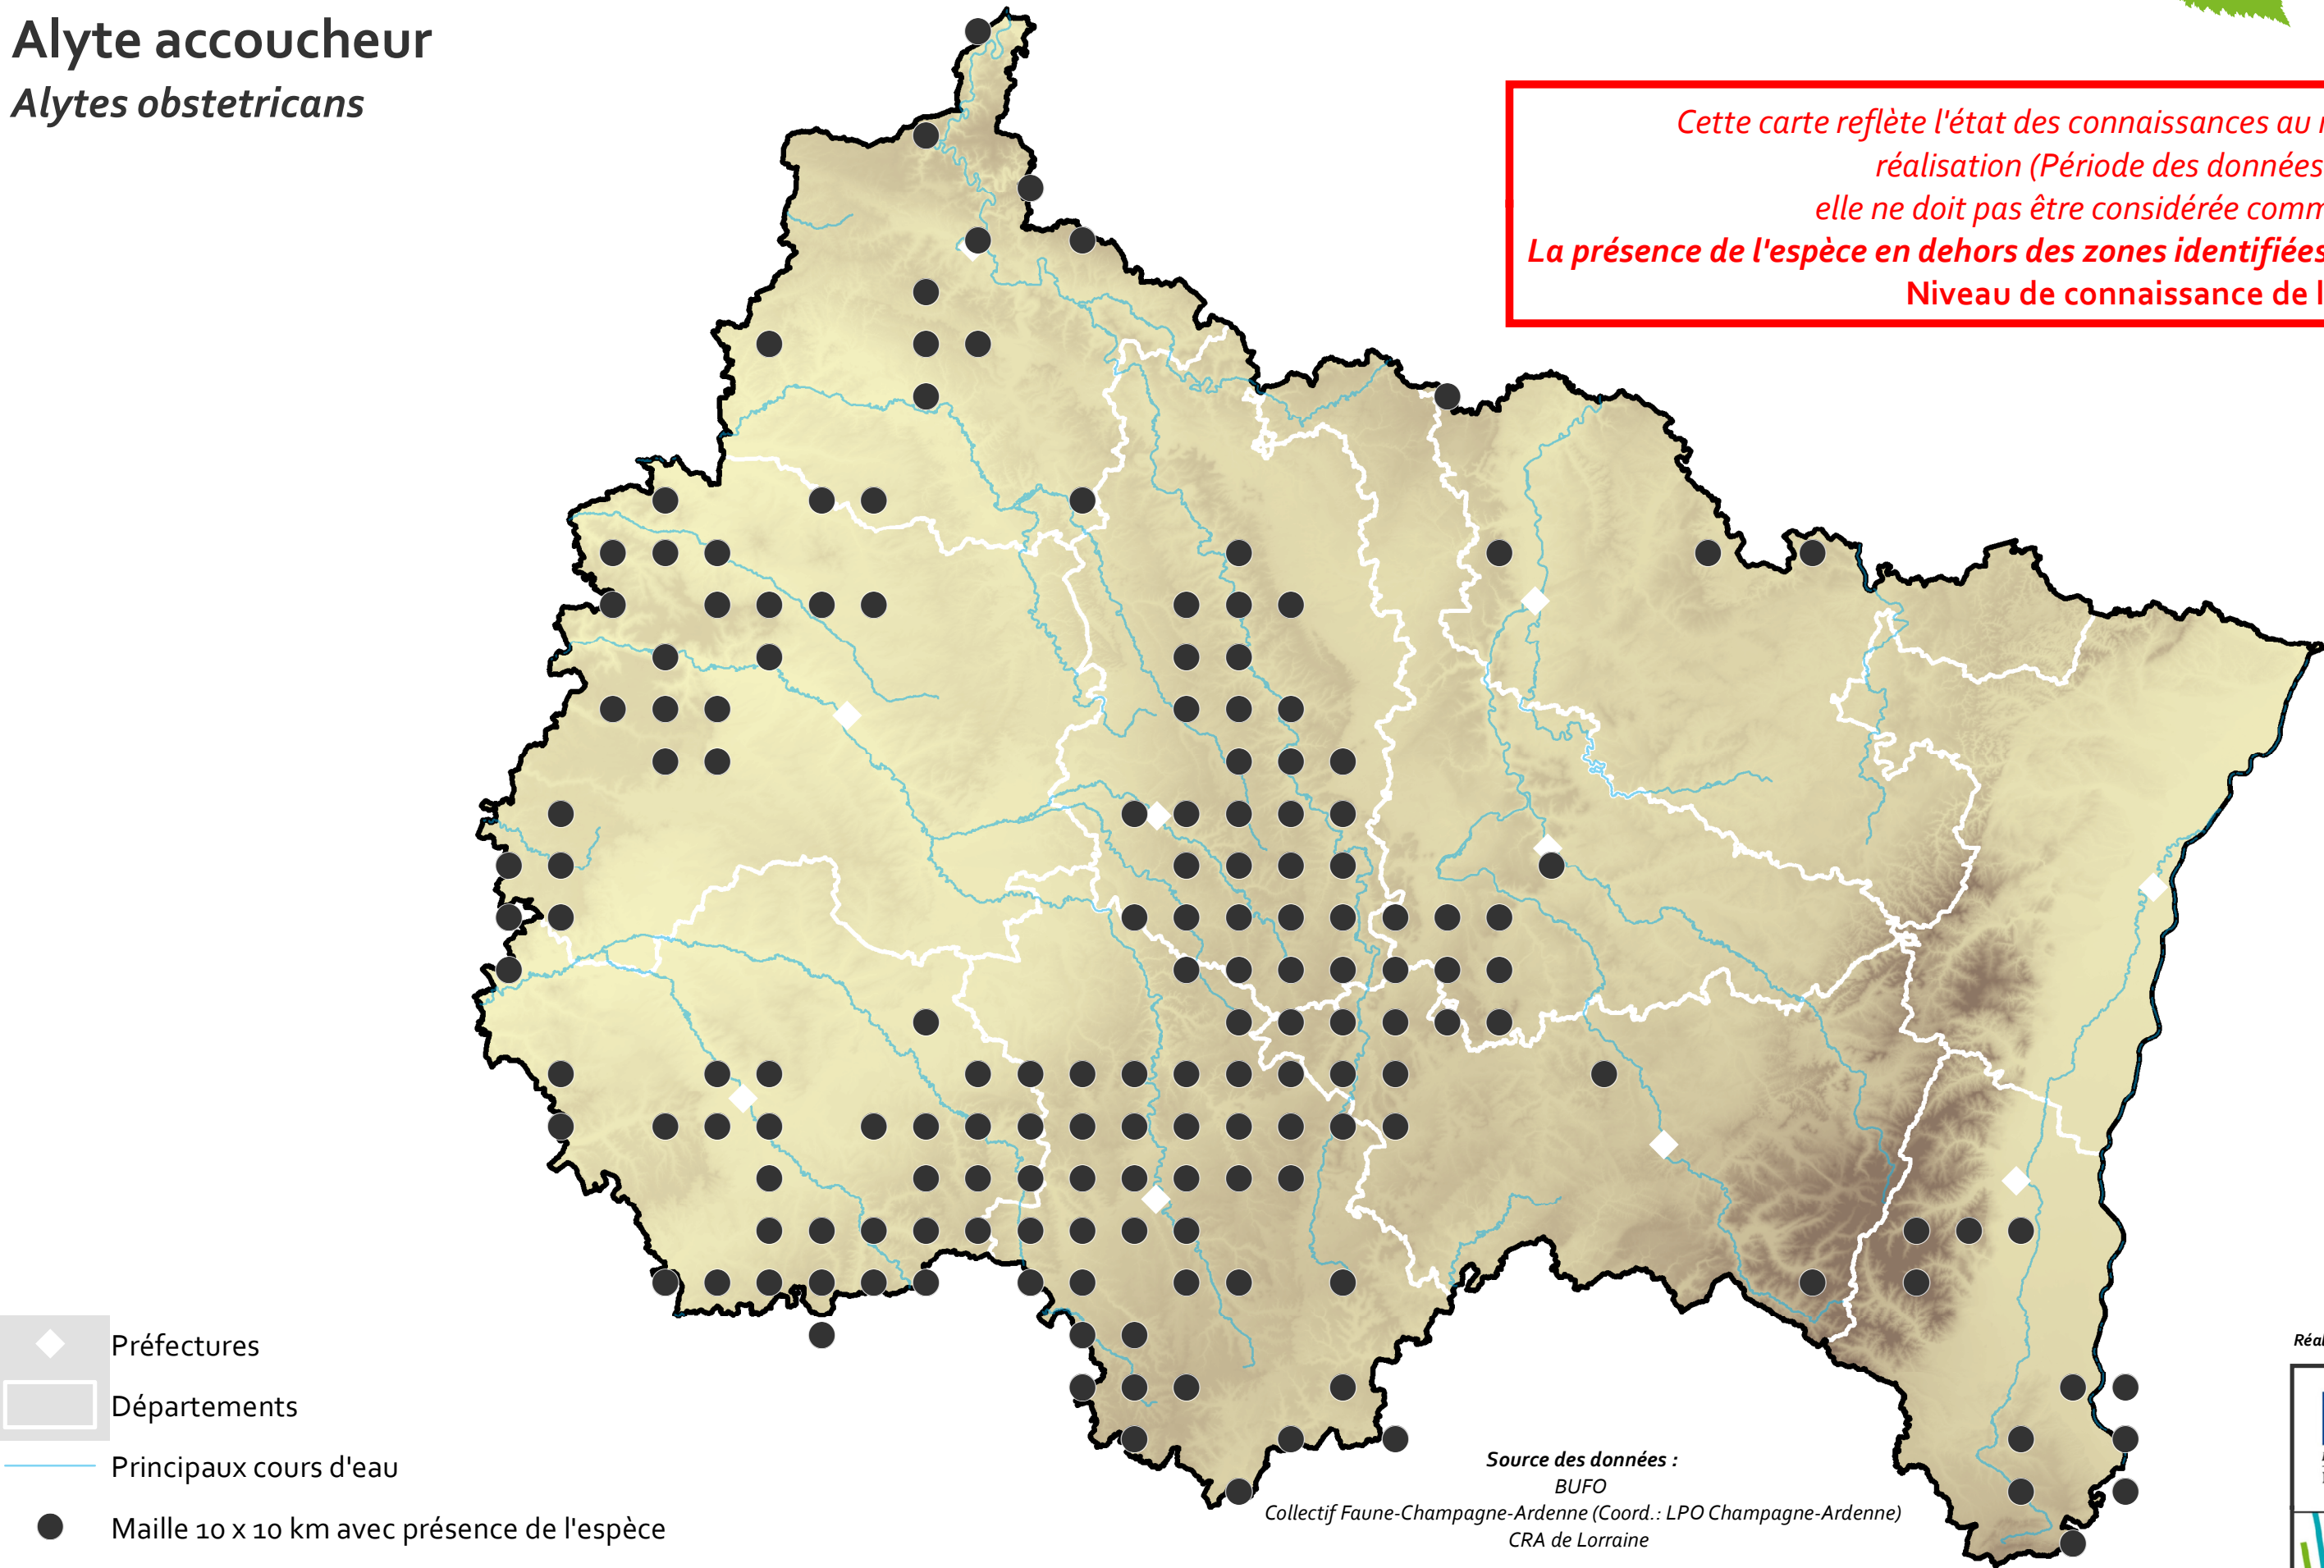 Alyte accoucheur
Alytes obstetricans
Cette carte reflète l'état des connaissances au
réalisation (Période des données
elle ne doit pas être considérée
La présence de l'espèce en dehors des zones identifiées
Niveau de connaissance de
Préfectures
Départements
Principaux cours d'eau
Maille 10 x 10 km avec présence de l'espèce
Source des données :
BUFO
Collectif Faune-Champagne-Ardenne (Coord.: LPO Champagne-Ardenne)
CRA de Lorraine